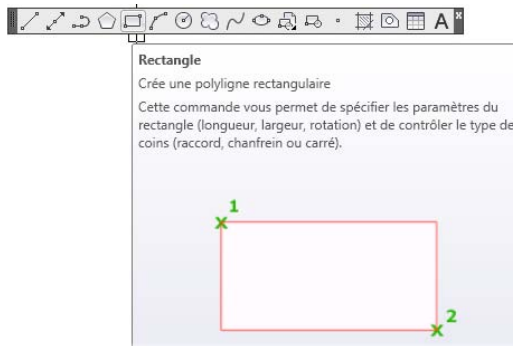 A
Rectangle
Crée une polyligne rectangulaire
Cette commande vous permet de spécifier les paramètres du
rectangle (longueur, largeur, rotation) et de contrôler le type de
coins (raccord, chanfrein ou carré).
1
2